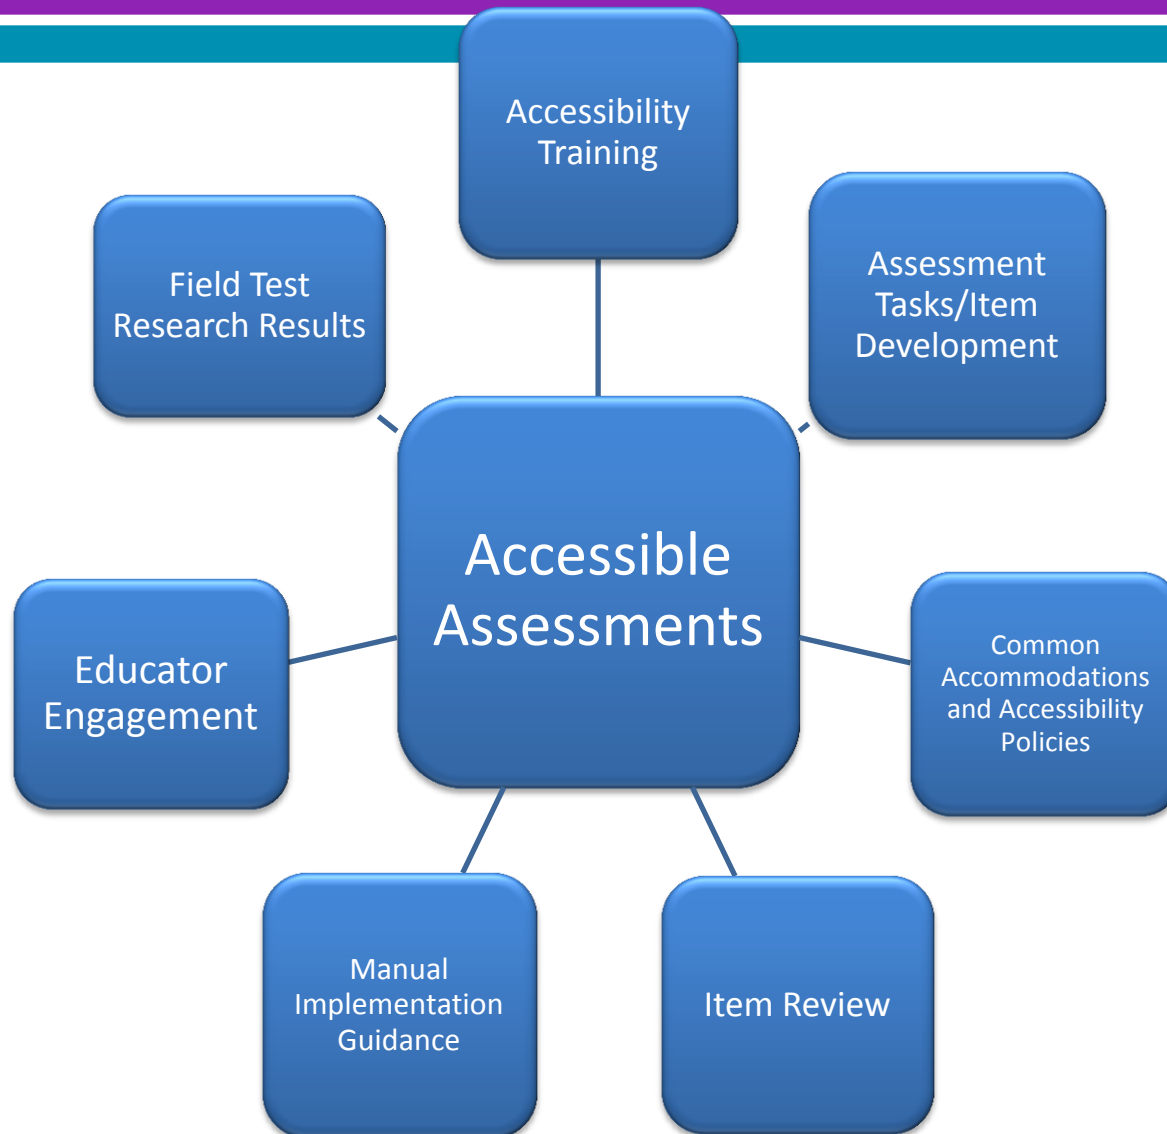 Accessibility
Training
Assessment
Tasks/Item
Development
Field Test
Research Results
Accessible
Assessments
Common
Accommodations
and Accessibility
Policies
Educator
Engagement
Manual
Implementation
Guidance
Item Review